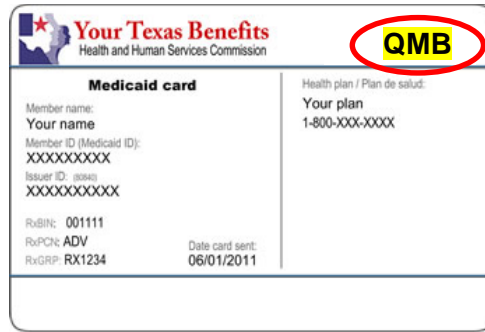 Your Texas Benefits
Health and Human Services Commission
QMB
Medicaid card
Member name:
Your name
Member ID (Medicaid ID):
XXXXXXXXX
Issuer ID: (80840)
XXXXXXXXXX
RxBIN: 001111
RxPCN: ADV
RxGRP: RX1234
Date card sent:
06/01/2011
Health plan / Plan de salud:
Your plan
1-800-XXX-XXXX